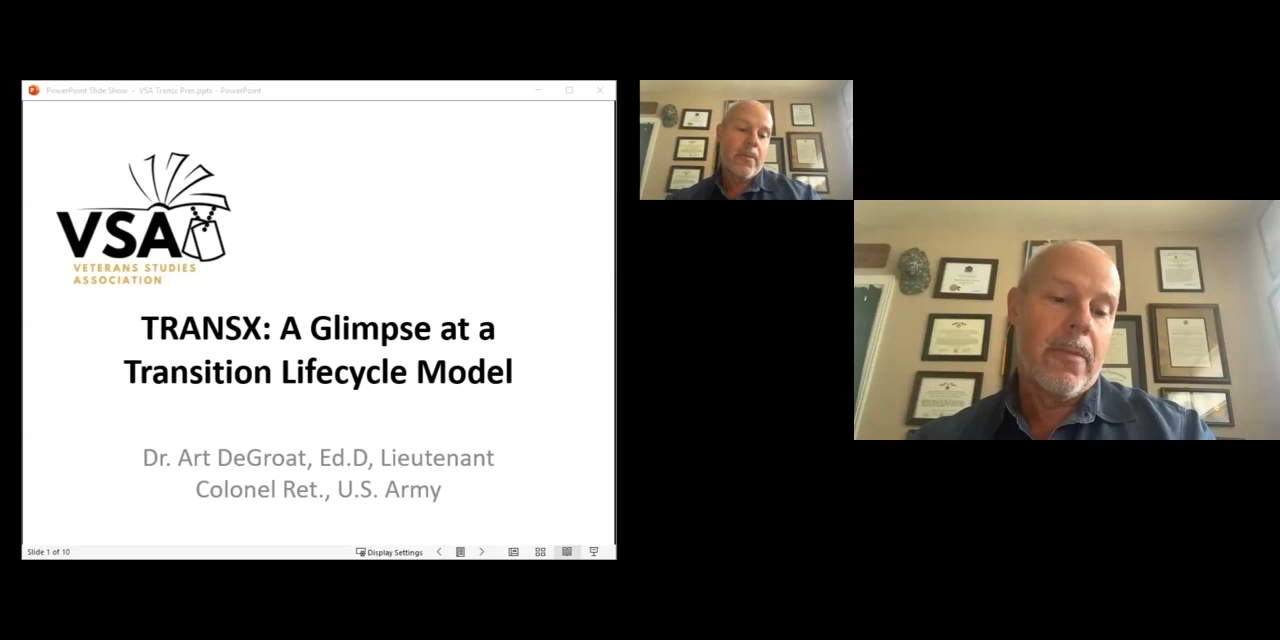 PowerPoint Slide Show - VSA Transx Pres.pptx - PowerPoint
VSA
VETERANS STUDIES
ASSOCIATION
TRANSX: A Glimpse at a
Transition Lifecycle Model
Dr. Art DeGroat, Ed.D, Lieutenant
Colonel Ret., U.S. Army
Slide 1 of 10
Display Settings